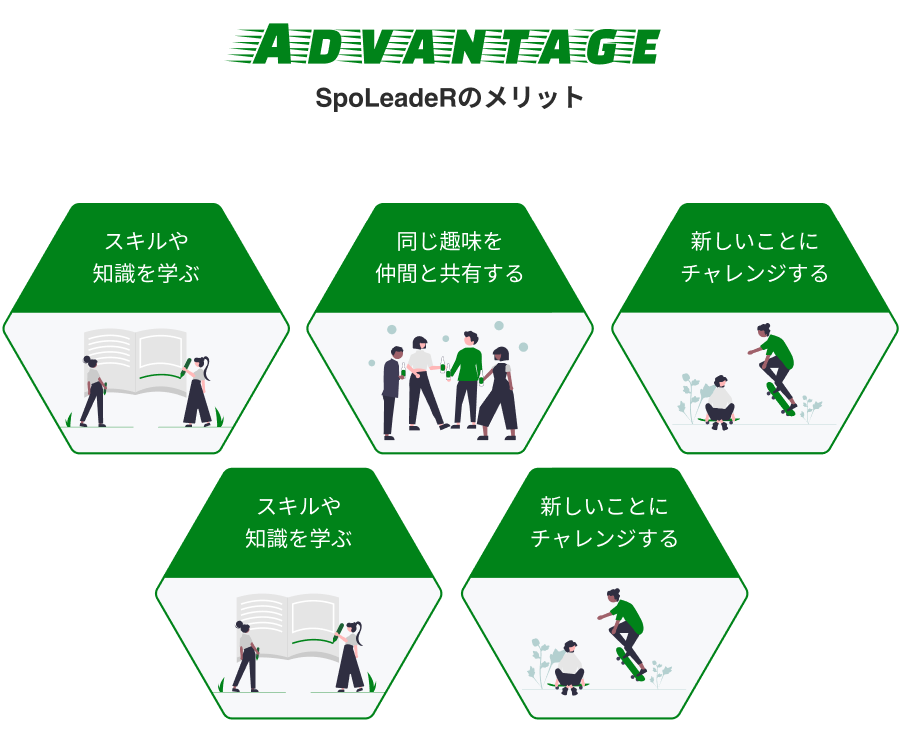 ADVANTAGE
SpoLeadeRのメリット
スキルや
知識を学ぶ
同じ趣味を
仲間と共有する
新しいことに
チャレンジする
スキルや
知識を学ぶ
新しいことに
チャレンジする